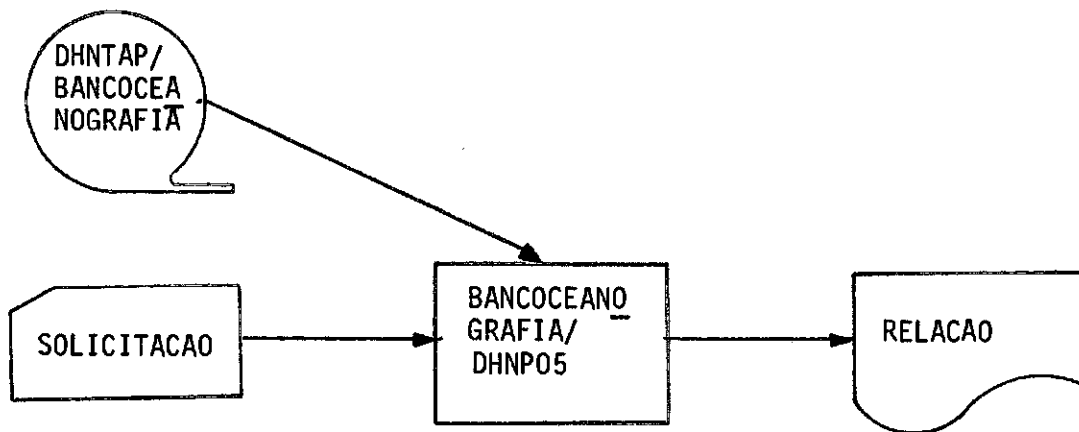 DHNTAP/
BANCOCEA
NOGRAFIA
SOLICITACAO
BANCOCEANO
GRAFIA/
DHNP05
RELACAO